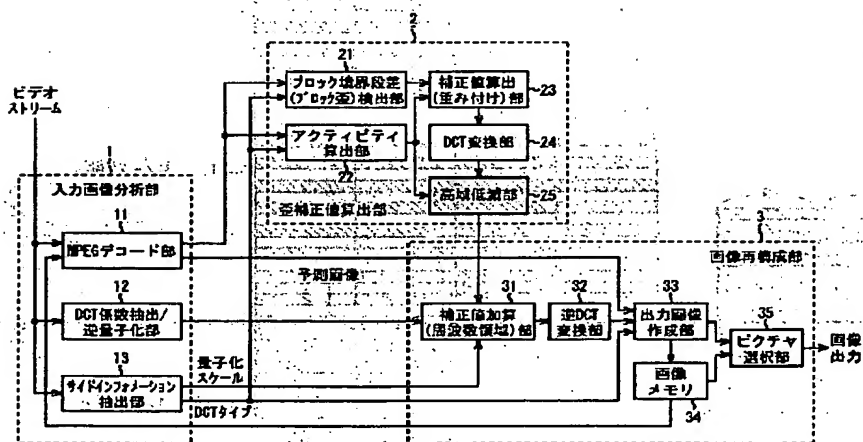 2
21
ブロック境界段差
(ブロック歪)検出部
補正値算出
(重み付け)部
23
ビデオ
ストリーム
アクティビティ
算出部
22
DCT変換部
24
高域低減部
25
歪補正値算出部
1
入力画像分析部
11
MPEGデコード部
予測画像
3
画像再構成部
12
DCT係数抽出/
逆量子化部
31
補正値加算
(周波数領域)部
32
逆DCT
変換部
33
出力画像
作成部
35
ピクチャ
選択部
画像
出力
13
サイドインフォメーション
抽出部
量子化
スケール
DCTタイプ
画像
メモリ
34